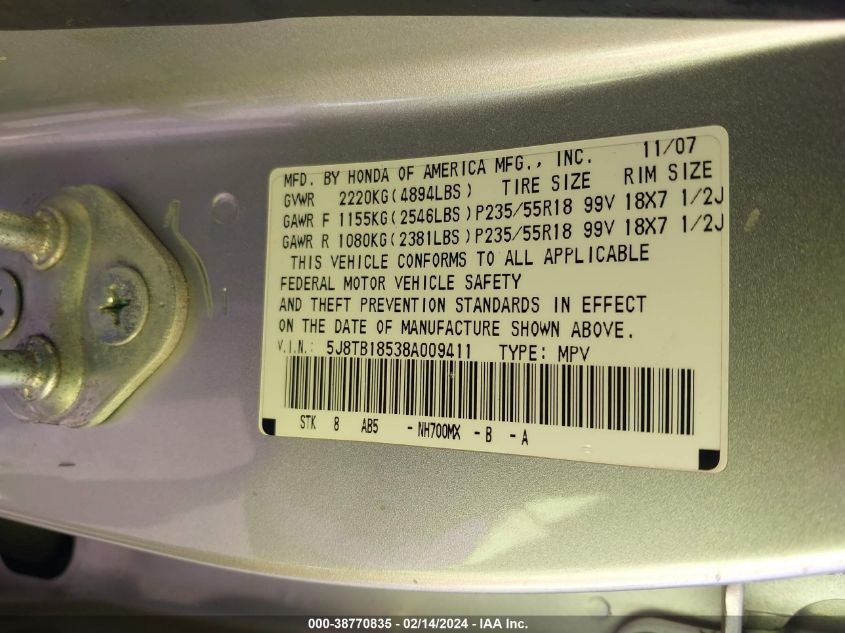 MFD. BY HONDA OF AMERICA MFG., INC. 11/07
GVWR 2220KG(4894LBS) TIRE SIZE RIM SIZE
GAWR F 1155KG(2546LBS)P235/55R18 99V 18X7 1/2J
GAWR R 1080KG(2381LBS)P235/55R18 99V 18X7 1/2J
THIS VEHICLE CONFORMS TO ALL APPLICABLE
FEDERAL MOTOR VEHICLE SAFETY
AND THEFT PREVENTION STANDARDS IN EFFECT
ON THE DATE OF MANUFACTURE SHOWN ABOVE.
V.I.N.: 5J8TB18538A009411 TYPE: MPV
STK 8 AB5 -NH700MX -B -A
000-38770835 - 02/14/2024 - IAA Inc.